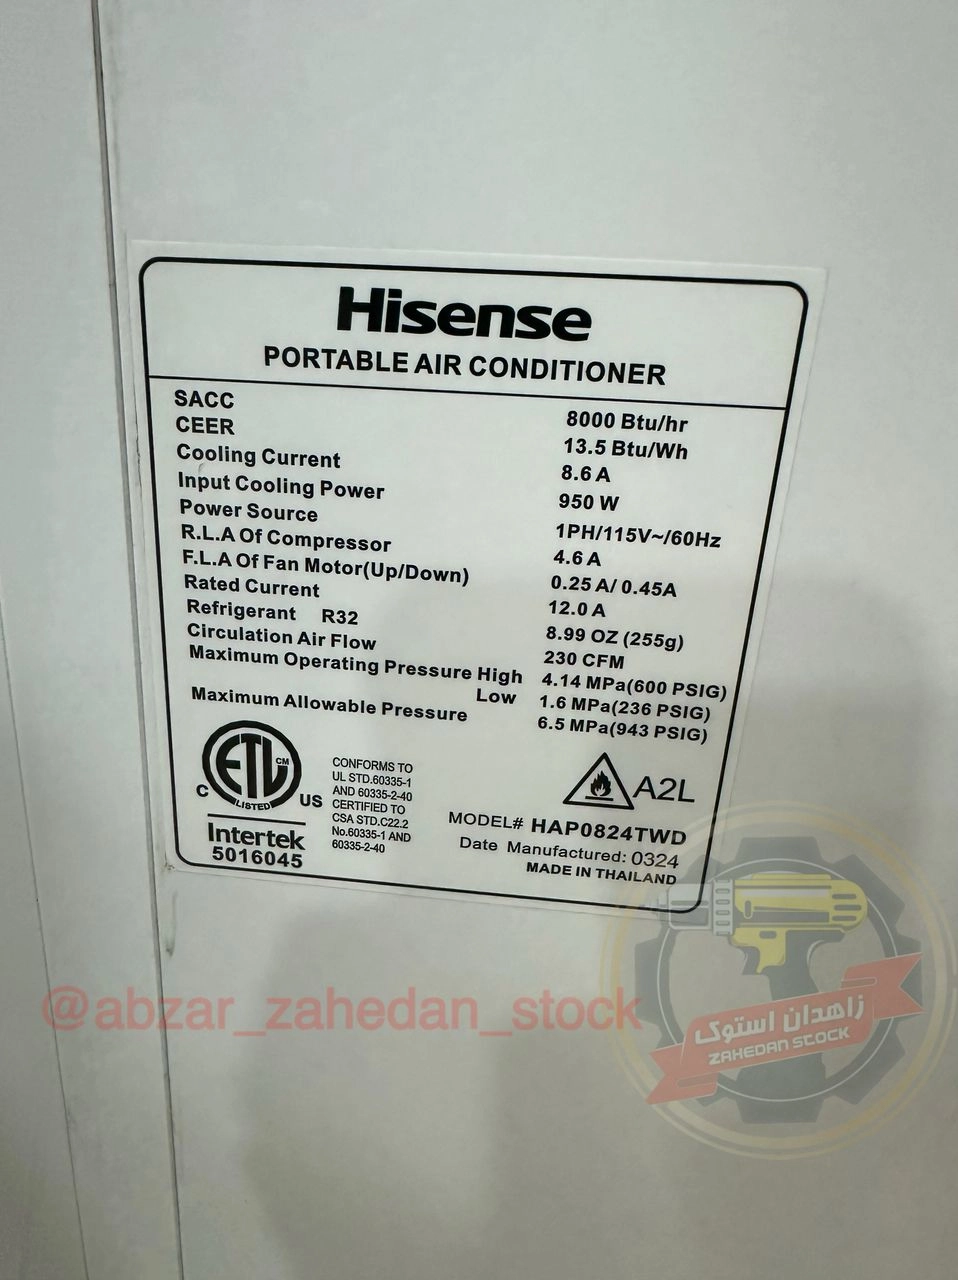 Hisense
PORTABLE AIR CONDITIONER
SACC 8000 Btu/hr
CEER 13.5 Btu/Wh
Cooling Current 8.6 A
Input Cooling Power 950 W
Power Source 1PH/115V~/60Hz
R.L.A Of Compressor 4.6 A
F.L.A Of Fan Motor(Up/Down) 0.25 A/ 0.45A
Rated Current 12.0 A
Refrigerant R32 8.99 OZ (255g)
Circulation Air Flow 230 CFM
Maximum Operating Pressure High 4.14 MPa(600 PSIG)
Low 1.6 MPa(236 PSIG)
Maximum Allowable Pressure 6.5 MPa(943 PSIG)
ETL CM
LISTED
C US
Intertek
5016045
CONFORMS TO
UL STD.60335-1
AND 60335-2-40
CERTIFIED TO
CSA STD.C22.2
No.60335-1 AND
60335-2-40
A2L
MODEL# HAP0824TWD
Date Manufactured: 0324
MADE IN THAILAND
@abzar_zahedan_stock
زاهدان استوک
ZAHEDAN STOCK